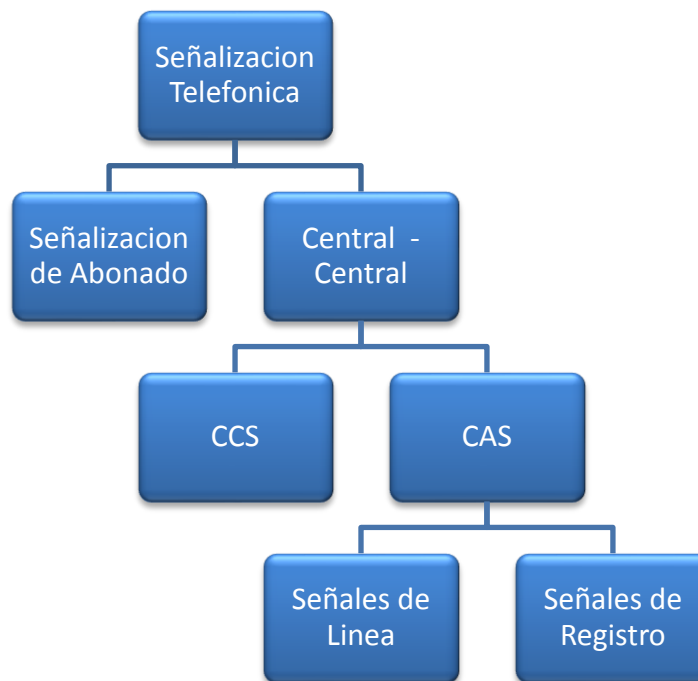 Señalizacion
Telefonica
Señalizacion
de Abonado
Central -
Central
CCS
CAS
Señales de
Linea
Señales de
Registro